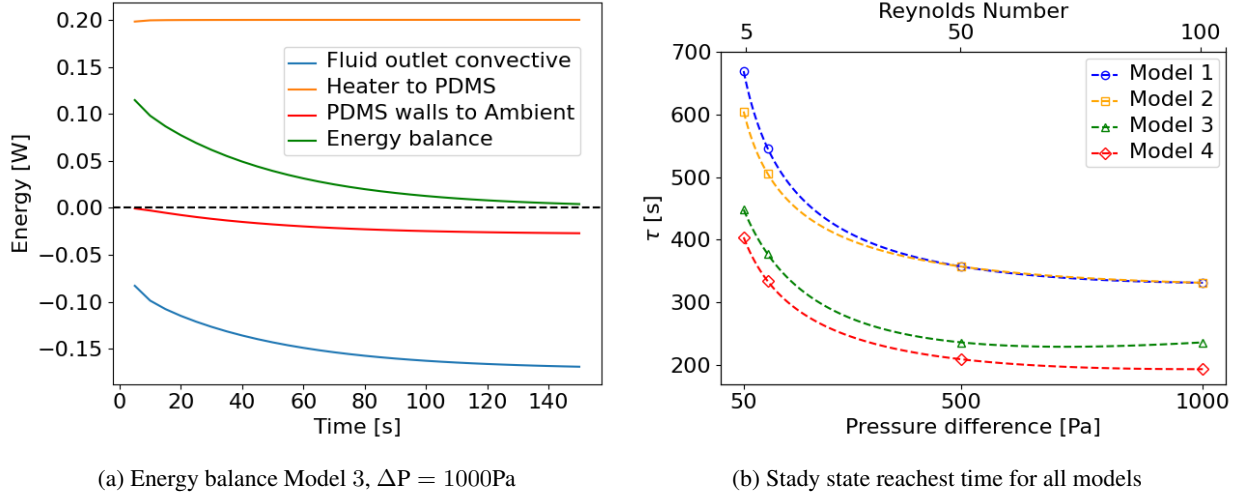 0.20
0.15
0.10
0.05
0.00
−0.05
−0.10
−0.15
Energy [W]
Fluid outlet convective
Heater to PDMS
PDMS walls to Ambient
Energy balance
0 20 40 60 80 100 120 140
Time [s]
(a) Energy balance Model 3, ΔP = 1000Pa
Reynolds Number
5 50 100
700
600
500
400
300
200
τ [s]
Model 1
Model 2
Model 3
Model 4
50 500 1000
Pressure difference [Pa]
(b) Stady state reachest time for all models